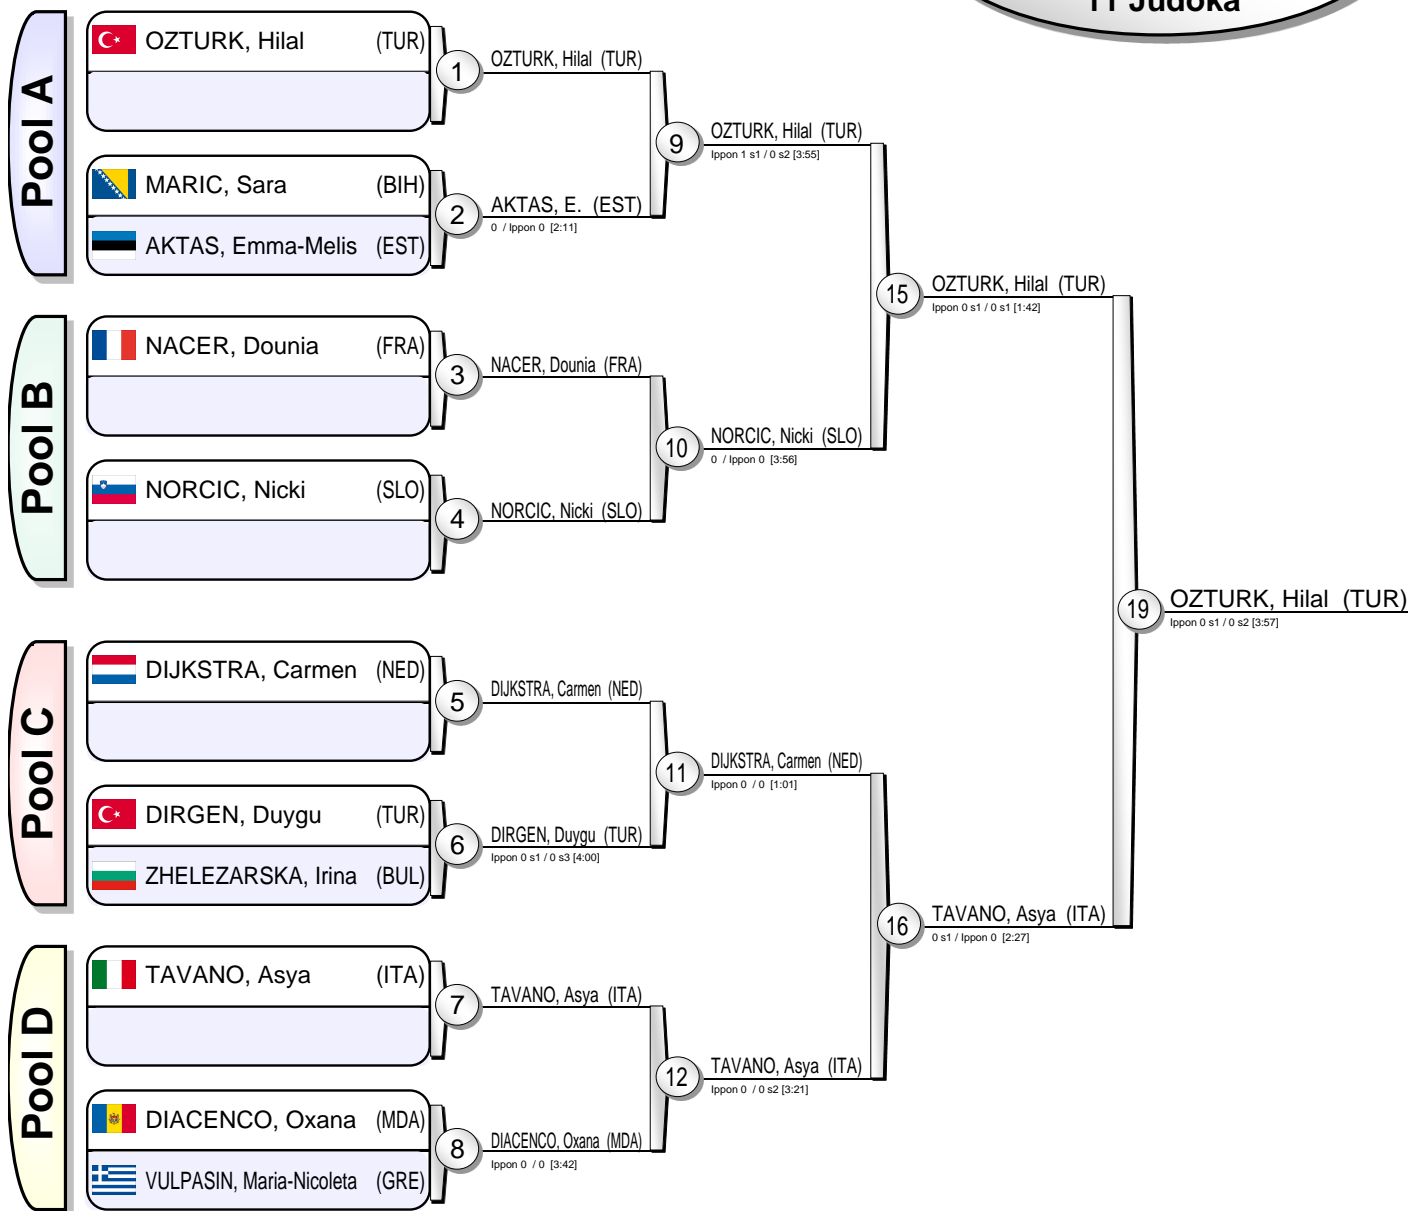 11 Judoka
Pool A
OZTURK, Hilal (TUR)
MARIC, Sara (BIH)
AKTAS, Emma-Melis (EST)
1
OZTURK, Hilal (TUR)
2
AKTAS, E. (EST)
0 / Ippon 0 [2:11]
9
OZTURK, Hilal (TUR)
Ippon 1 s1 / 0 s2 [3:55]
Pool B
NACER, Dounia (FRA)
NORCIC, Nicki (SLO)
3
NACER, Dounia (FRA)
4
NORCIC, Nicki (SLO)
10
NORCIC, Nicki (SLO)
0 / Ippon 0 [3:56]
15
OZTURK, Hilal (TUR)
Ippon 0 s1 / 0 s1 [1:42]
19
OZTURK, Hilal (TUR)
Ippon 0 s1 / 0 s2 [3:57]
Pool C
DIJKSTRA, Carmen (NED)
DIRGEN, Duygu (TUR)
ZHELEZARSKA, Irina (BUL)
5
DIJKSTRA, Carmen (NED)
6
DIRGEN, Duygu (TUR)
Ippon 0 s1 / 0 s3 [4:00]
11
DIJKSTRA, Carmen (NED)
Ippon 0 / 0 [1:01]
16
TAVANO, Asya (ITA)
0 s1 / Ippon 0 [2:27]
Pool D
TAVANO, Asya (ITA)
DIACENCO, Oxana (MDA)
VULPASIN, Maria-Nicoleta (GRE)
7
TAVANO, Asya (ITA)
8
DIACENCO, Oxana (MDA)
Ippon 0 / 0 [3:42]
12
TAVANO, Asya (ITA)
Ippon 0 / 0 s2 [3:21]